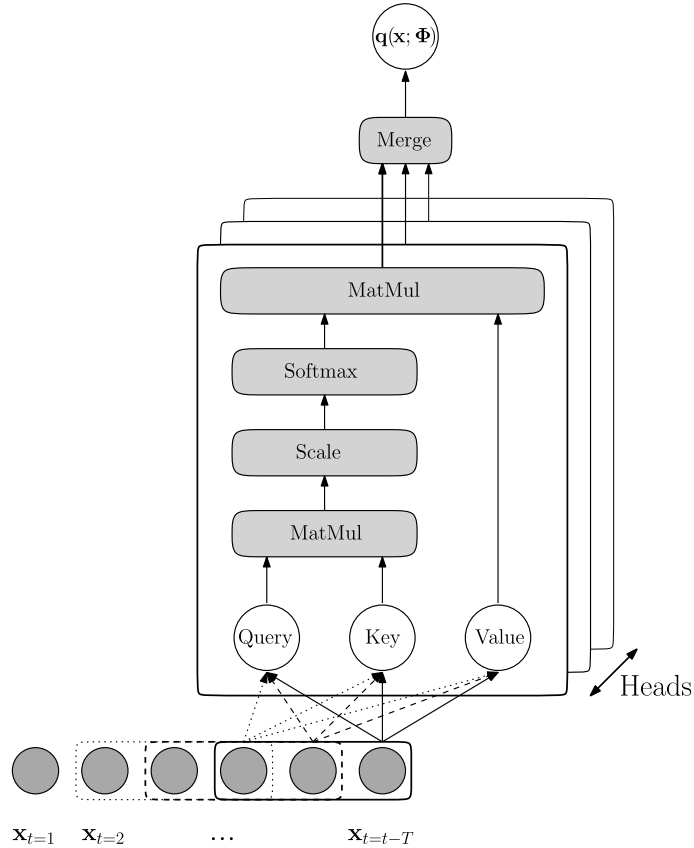 q(x; Φ)
Merge
MatMul
Softmax
Scale
MatMul
Query Key Value
Heads
x_{t=1} x_{t=2} ... x_{t=t-T}